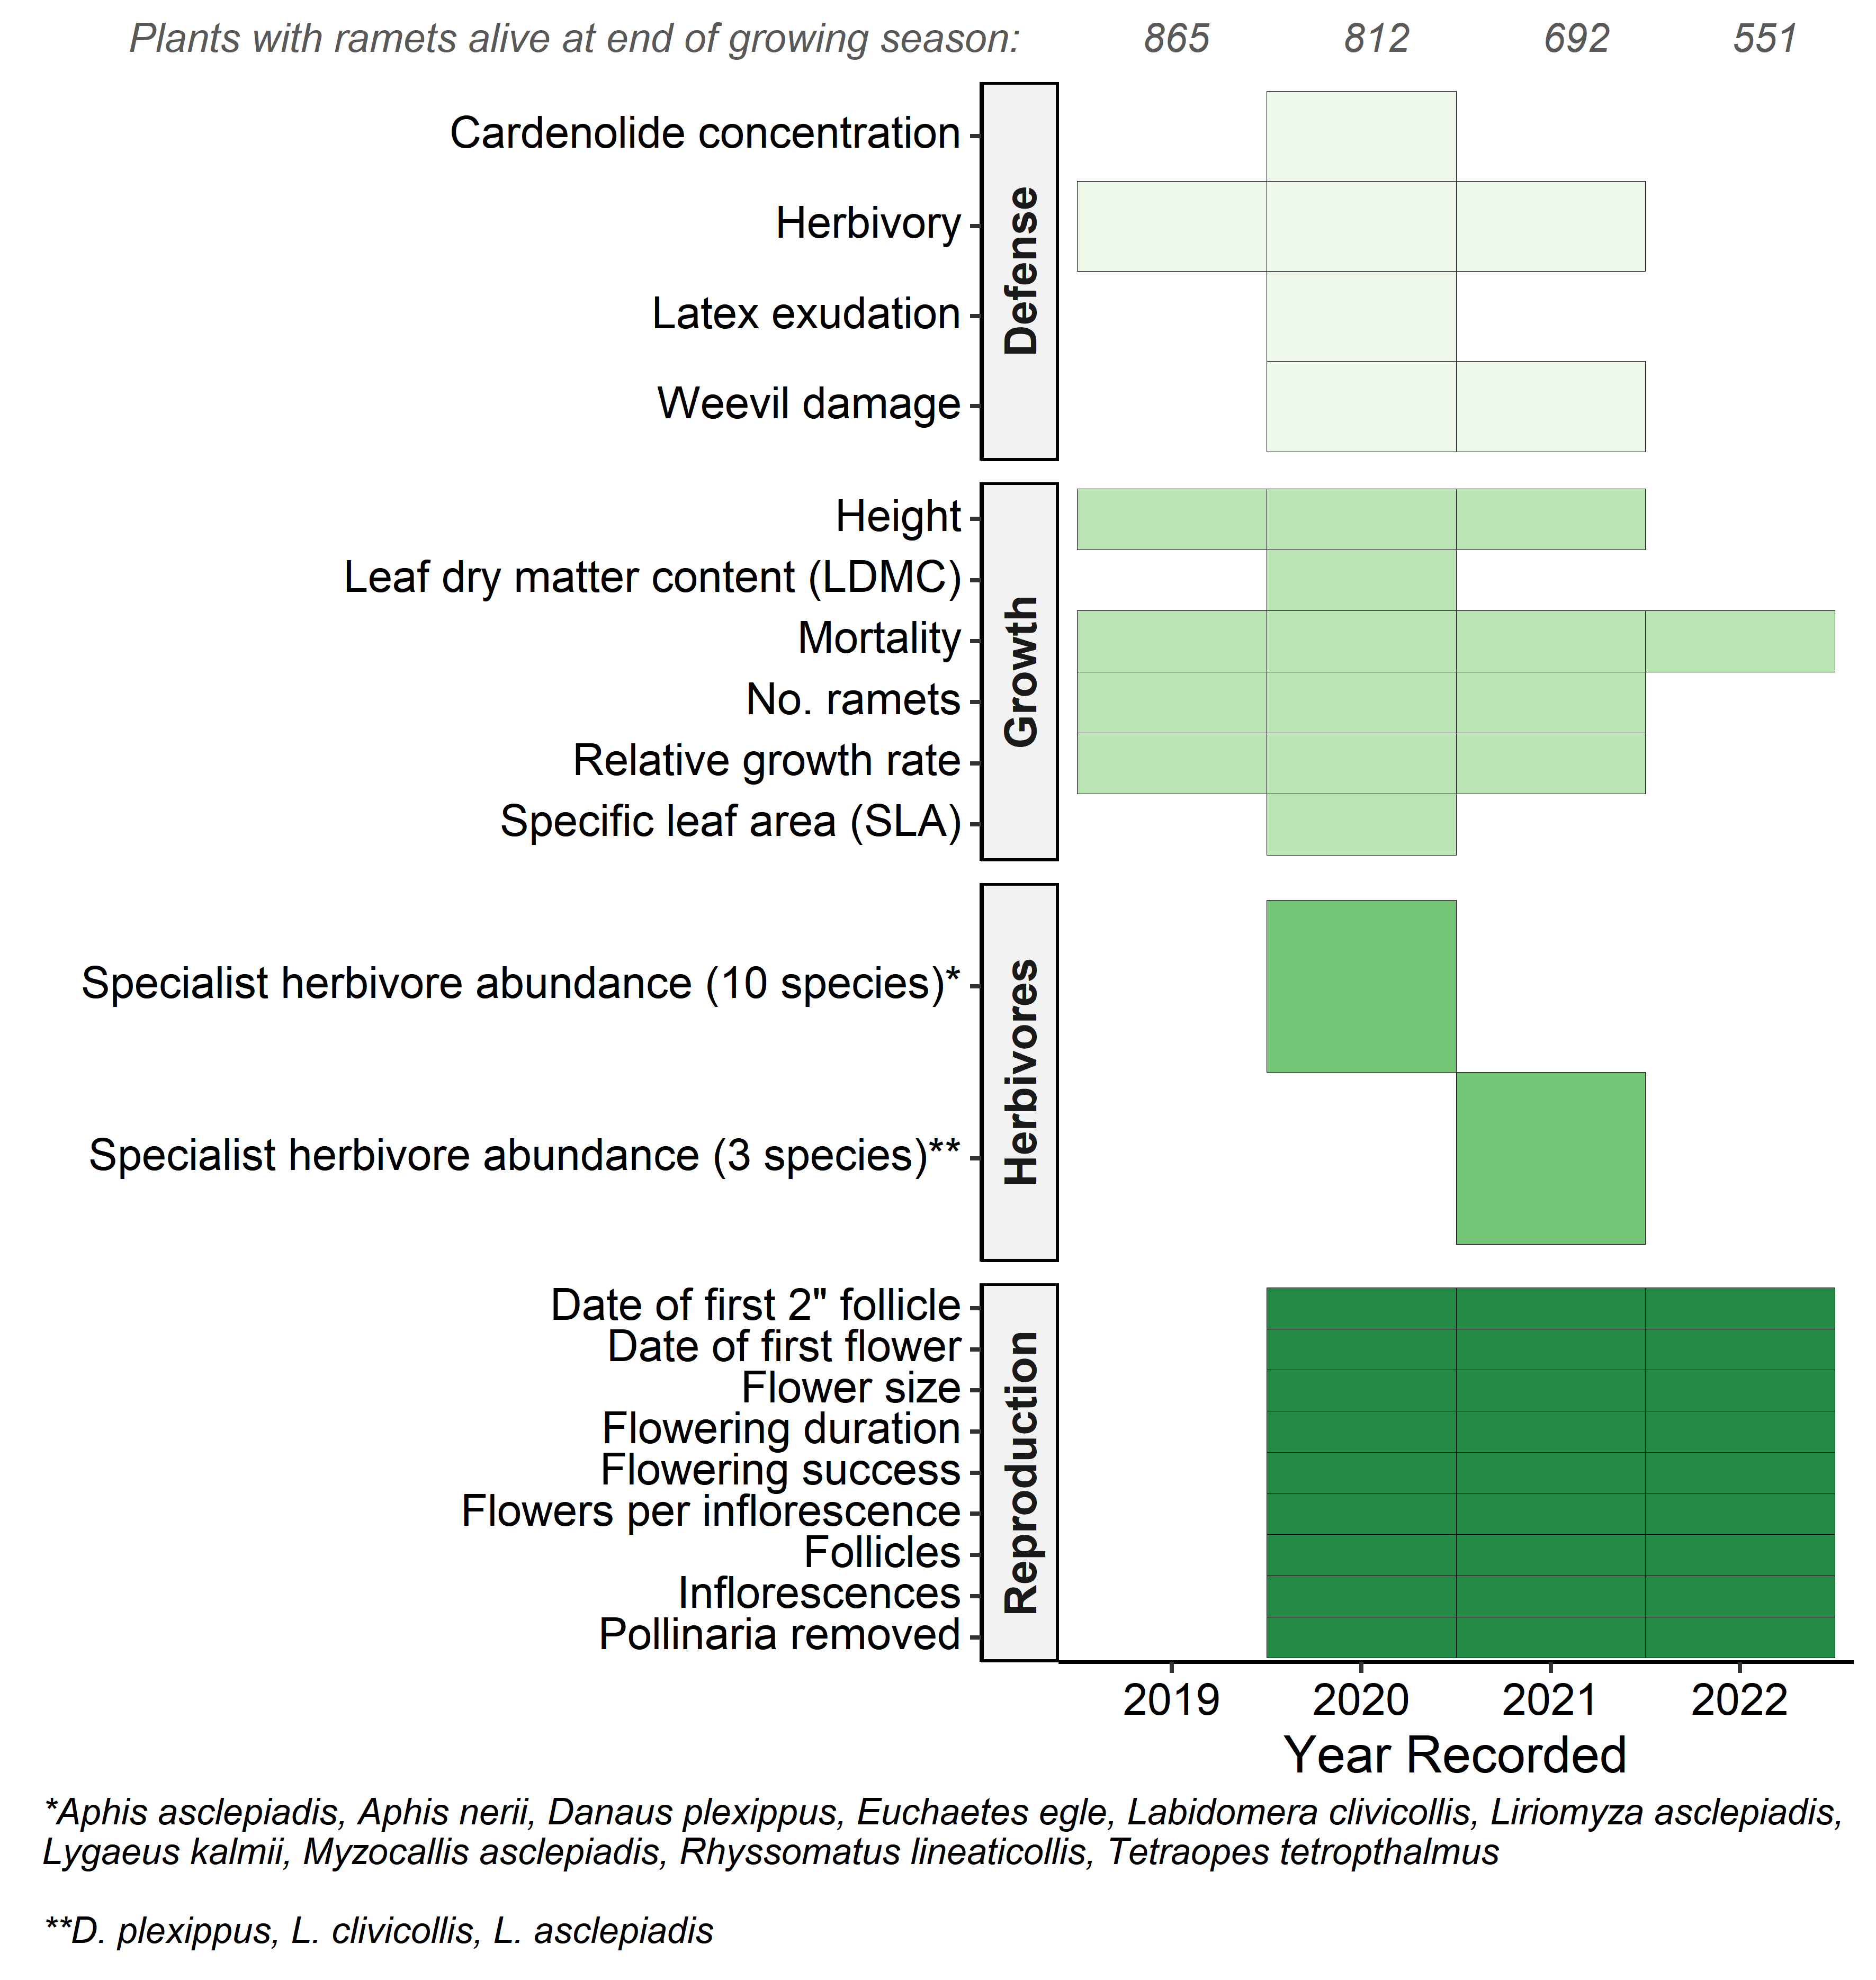 Plants with ramets alive at end of growing season: 865 812 692 551
Defense
Cardenolide concentration
Herbivory
Latex exudation
Weevil damage
Growth
Height
Leaf dry matter content (LDMC)
Mortality
No. ramets
Relative growth rate
Specific leaf area (SLA)
Herbivores
Specialist herbivore abundance (10 species)*
Specialist herbivore abundance (3 species)**
Reproduction
Date of first 2" follicle
Date of first flower
Flower size
Flowering duration
Flowering success
Flowers per inflorescence
Follicles
Inflorescences
Pollinaria removed
2019 2020 2021 2022
Year Recorded
*Aphis asclepiadis, Aphis nerii, Danaus plexippus, Euchaetes egle, Labidomera clivicollis, Liriomyza asclepiadis,
Lygaeus kalmii, Myzocallis asclepiadis, Rhyssomatus lineaticollis, Tetraopes tetropthalmus
**D. plexippus, L. clivicollis, L. asclepiadis